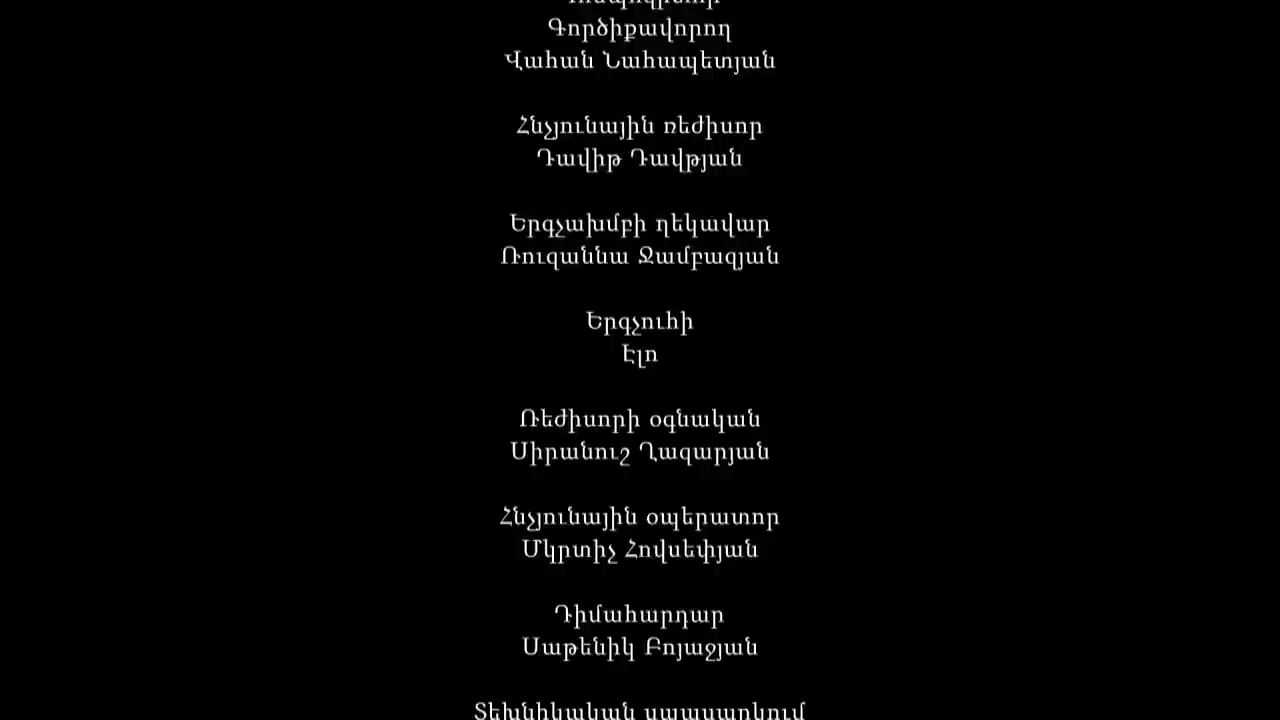 Գործիքավորող
Վահան Նահապետյան
Հնչյունային ռեժիսոր
Դավիթ Դավթյան
Երգչախմբի ղեկավար
Ռուզաննա Ջամբազյան
Երգչուհի
Էլո
Ռեժիսորի օգնական
Սիրանուշ Ղազարյան
Հնչյունային օպերատոր
Մկրտիչ Հովսեփյան
Դիմահարդար
Սաթենիկ Բոյաջյան
Տեխնիկական սպասարկում